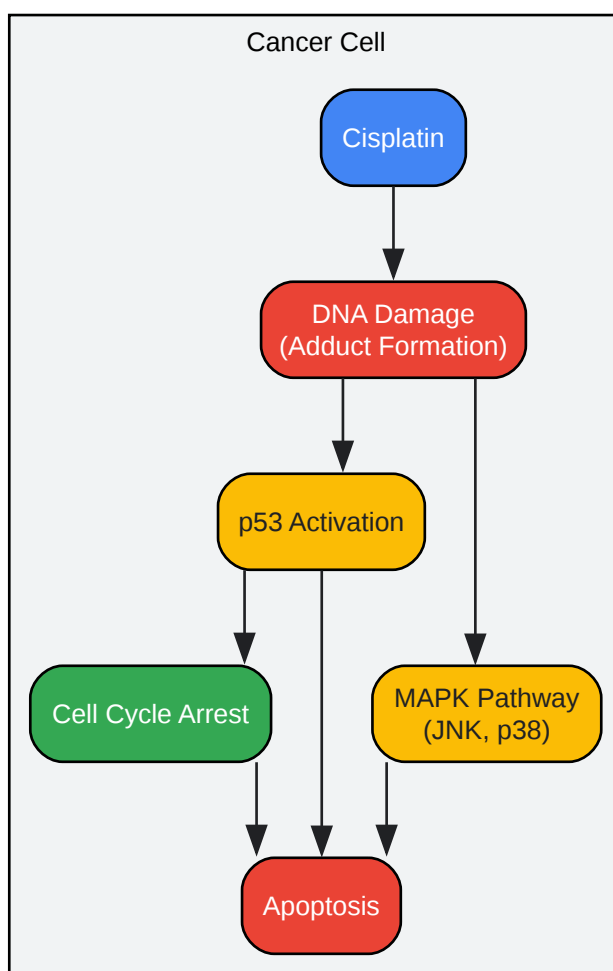 Cancer Cell
Cisplatin
DNA Damage
(Adduct Formation)
p53 Activation
Cell Cycle Arrest
MAPK Pathway
(JNK, p38)
Apoptosis